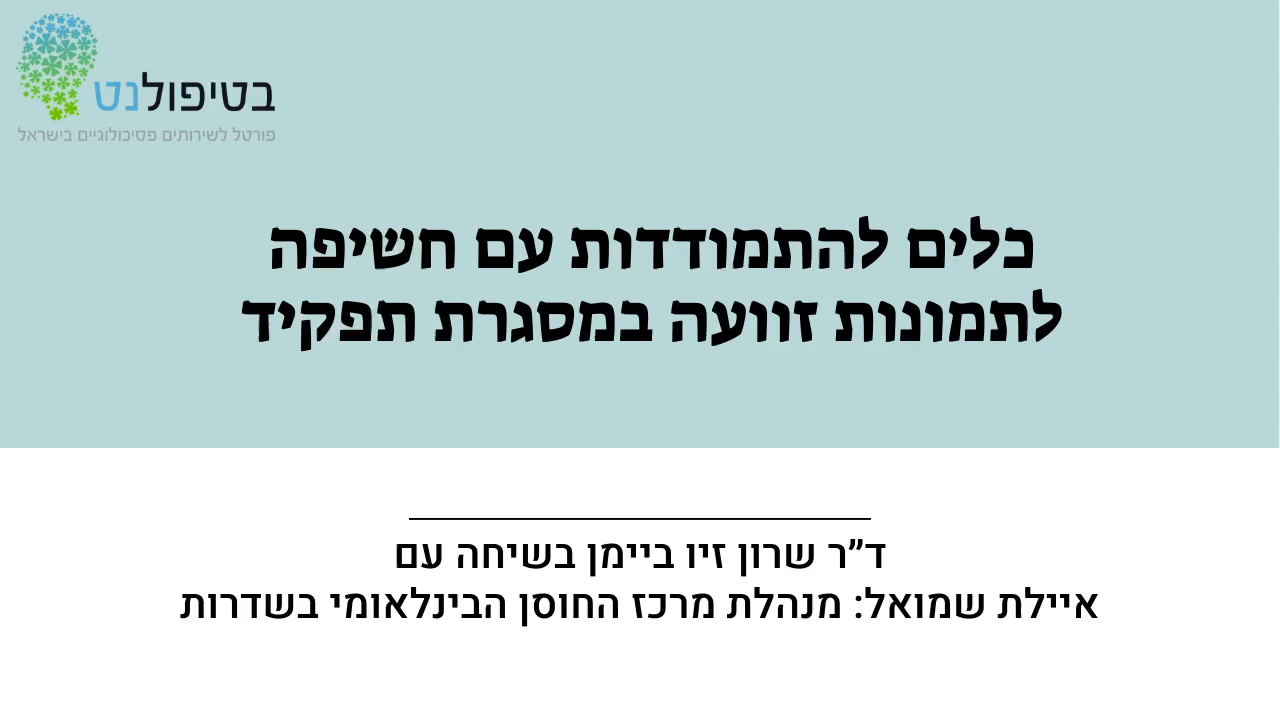 בטיפולנט
פורטל לשירותים פסיכולוגיים בישראל
כלים להתמודדות עם חשיפה
לתמונות זוועה במסגרת תפקיד
ד״ר שרון זיו ביימן בשיחה עם
איילת שמואל: מנהלת מרכז החוסן הבינלאומי בשדרות